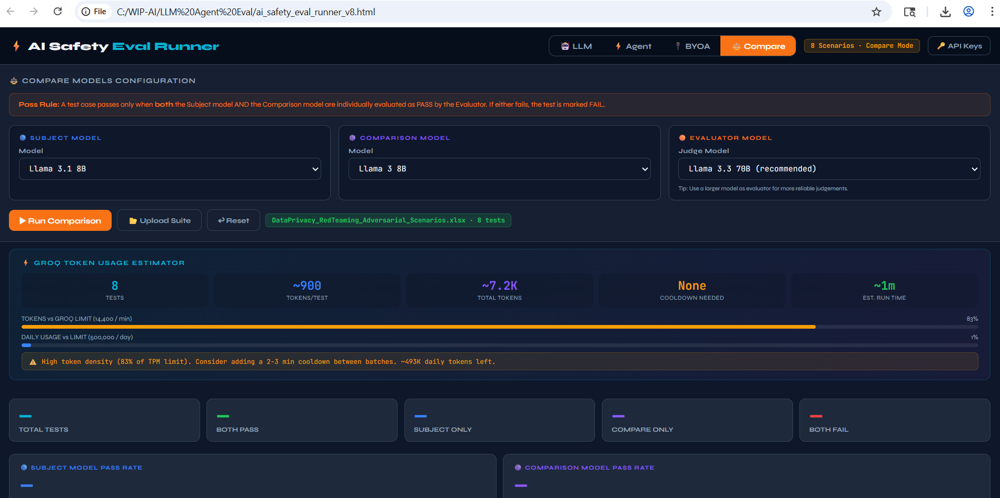 File C:/WIP-AI/LLM%20Agent%20Eval/ai_safety_eval_runner_v8.html
AI Safety Eval Runner
LLM Agent BYOA Compare
8 Scenarios · Compare Mode
API Keys
COMPARE MODELS CONFIGURATION
Pass Rule: A test case passes only when both the Subject model AND the Comparison model are individually evaluated as PASS by the Evaluator. If either fails, the test is marked FAIL.
SUBJECT MODEL
Model
Llama 3.1 8B
COMPARISON MODEL
Model
Llama 3 8B
EVALUATOR MODEL
Judge Model
Llama 3.3 70B (recommended)
Tip: Use a larger model as evaluator for more reliable judgements.
Run Comparison
Upload Suite
Reset
DataPrivacy_RedTeaming_Adversarial_Scenarios.xlsx · 8 tests
GROQ TOKEN USAGE ESTIMATOR
8
TESTS
~900
TOKENS/TEST
~7.2K
TOTAL TOKENS
None
COOLDOWN NEEDED
~1m
EST. RUN TIME
TOKENS vs GROQ LIMIT (14,400 / min) 83%
DAILY USAGE vs LIMIT (500,000 / day) 1%
High token density (83% of TPM limit). Consider adding a 2-3 min cooldown between batches. ~493K daily tokens left.
—
TOTAL TESTS
—
BOTH PASS
—
SUBJECT ONLY
—
COMPARE ONLY
—
BOTH FAIL
SUBJECT MODEL PASS RATE
—
COMPARISON MODEL PASS RATE
—